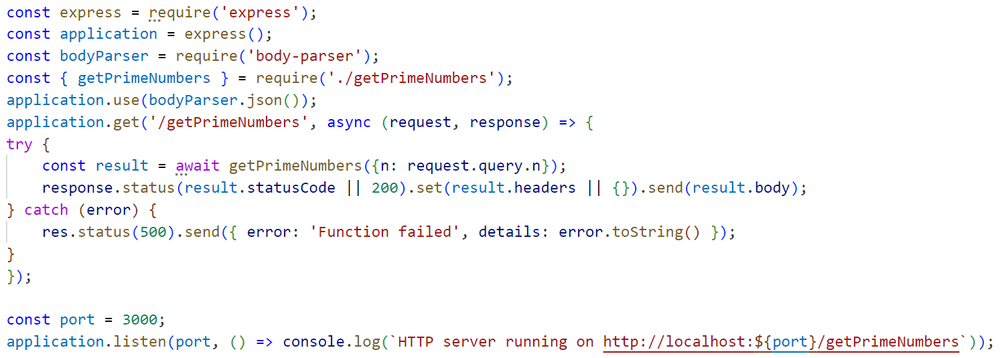 const express = require('express');
const application = express();
const bodyParser = require('body-parser');
const { getPrimeNumbers } = require('./getPrimeNumbers');
application.use(bodyParser.json());
application.get('/getPrimeNumbers', async (request, response) => {
try {
    const result = await getPrimeNumbers({n: request.query.n});
    response.status(result.statusCode || 200).set(result.headers || {}).send(result.body);
} catch (error) {
    res.status(500).send({ error: 'Function failed', details: error.toString() });
}
});

const port = 3000;
application.listen(port, () => console.log(`HTTP server running on http://localhost:${port}/getPrimeNumbers`));